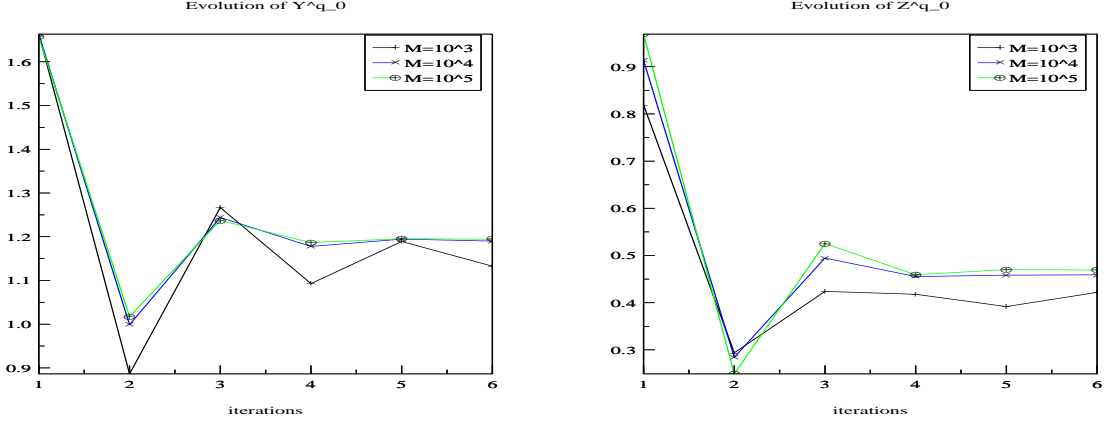 Evolution of Y^q_0
M=10^3
M=10^4
M=10^5
1.6
1.5
1.4
1.3
1.2
1.1
1.0
0.9
1 2 3 4 5 6
iterations
Evolution of Z^q_0
M=10^3
M=10^4
M=10^5
0.9
0.8
0.7
0.6
0.5
0.4
0.3
1 2 3 4 5 6
iterations